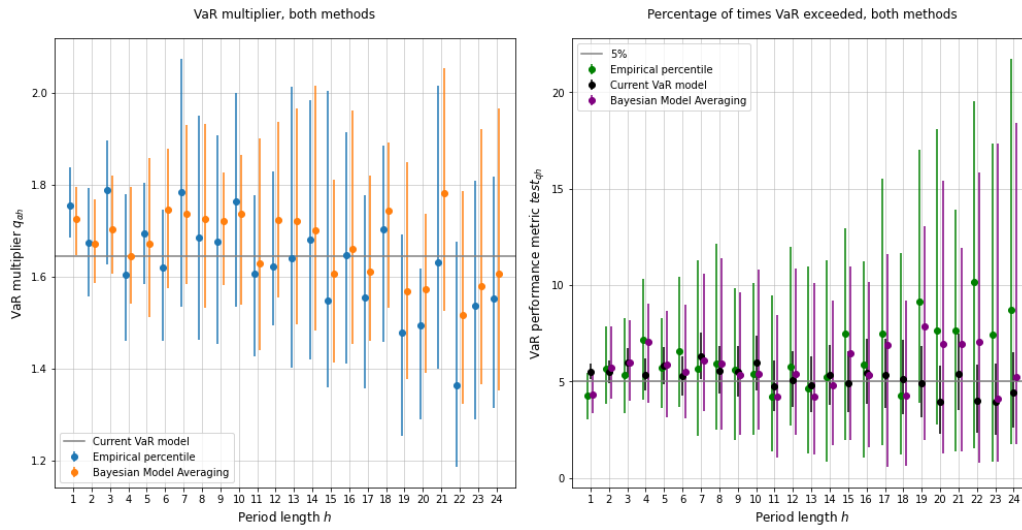 VaR multiplier, both methods
2.0
1.8
1.6
1.4
1.2
VaR multiplier qαh
Current VaR model
Empirical percentile
Bayesian Model Averaging
1 2 3 4 5 6 7 8 9 10 11 12 13 14 15 16 17 18 19 20 21 22 23 24
Period length h
Percentage of times VaR exceeded, both methods
20
15
10
5
0
VaR performance metric testqh
5%
Empirical percentile
Current VaR model
Bayesian Model Averaging
1 2 3 4 5 6 7 8 9 10 11 12 13 14 15 16 17 18 19 20 21 22 23 24
Period length h